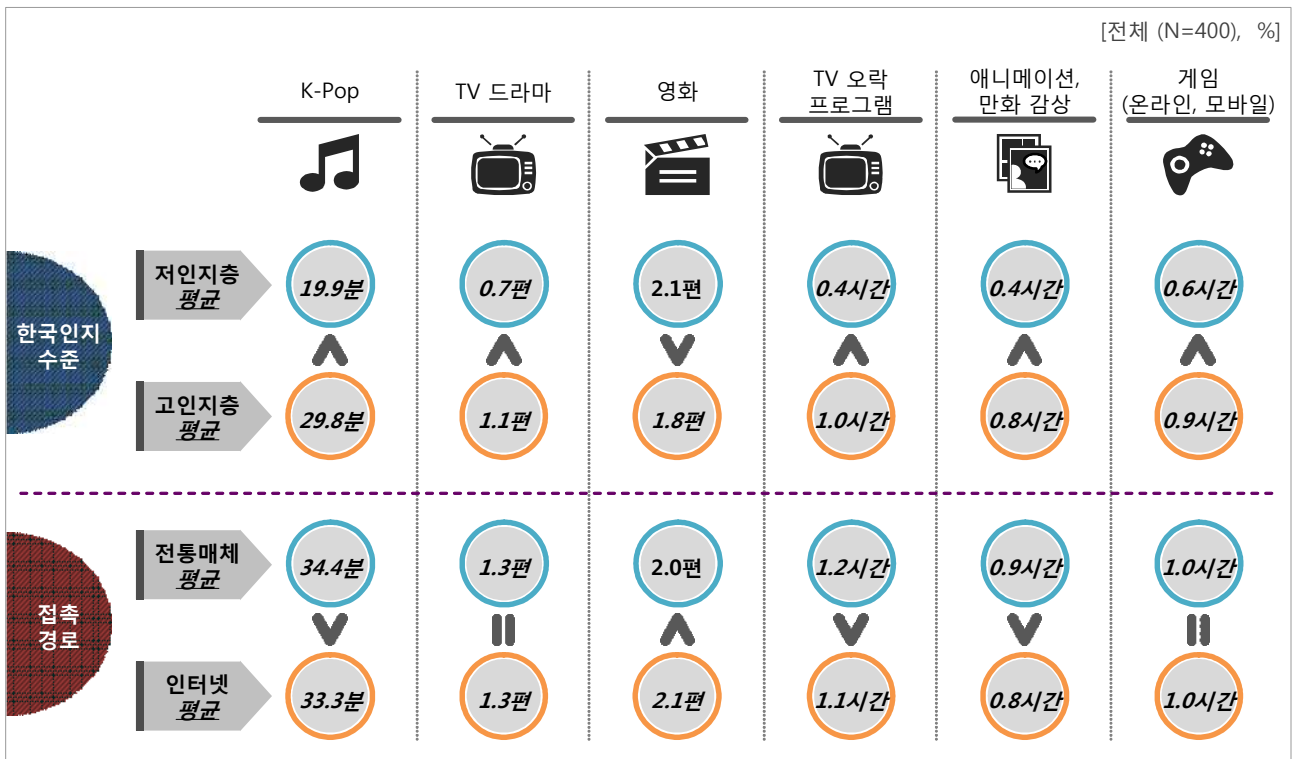 [전체 (N=400), %]
K-Pop
TV 드라마
영화
TV 오락
프로그램
애니메이션,
만화 감상
게임
(온라인, 모바일)
한국인지
수준
저인지층
평균
19.9분
0.7편
2.1편
0.4시간
0.4시간
0.6시간
고인지층
평균
29.8분
1.1편
1.8편
1.0시간
0.8시간
0.9시간
접촉
경로
전통매체
평균
34.4분
1.3편
2.0편
1.2시간
0.9시간
1.0시간
인터넷
평균
33.3분
1.3편
2.1편
1.1시간
0.8시간
1.0시간